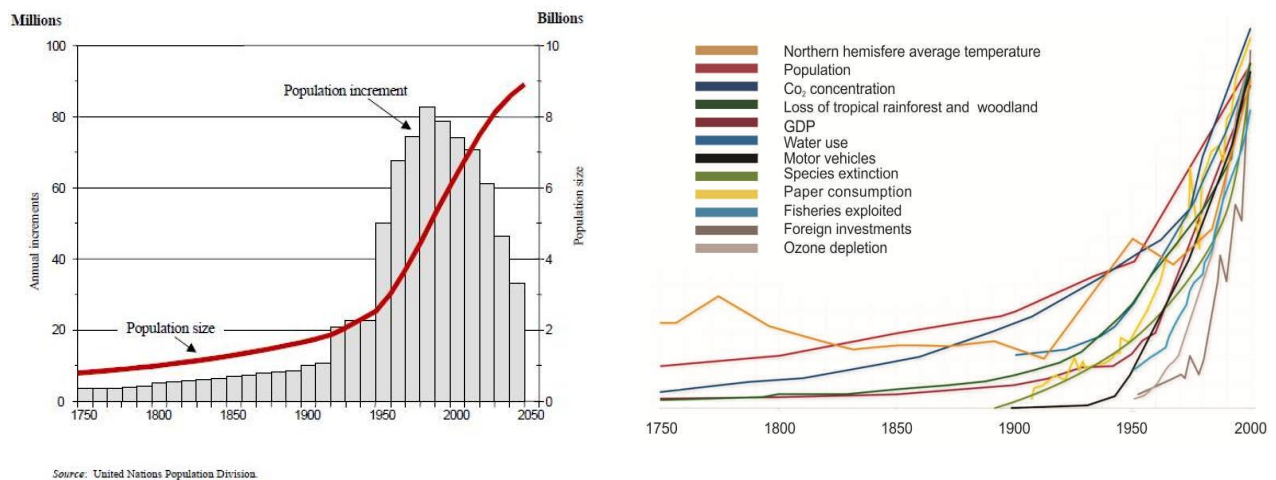 Millions
Billions
100
80
60
40
20
0
Annual increments
10
8
6
4
2
0
Population size
Population increment
Population size
1750
1800
1850
1900
1950
2000
2050
Source: United Nations Population Division.
Northern hemisfere average temperature
Population
Co₂ concentration
Loss of tropical rainforest and woodland
GDP
Water use
Motor vehicles
Species extinction
Paper consumption
Fisheries exploited
Foreign investments
Ozone depletion
1750
1800
1850
1900
1950
2000